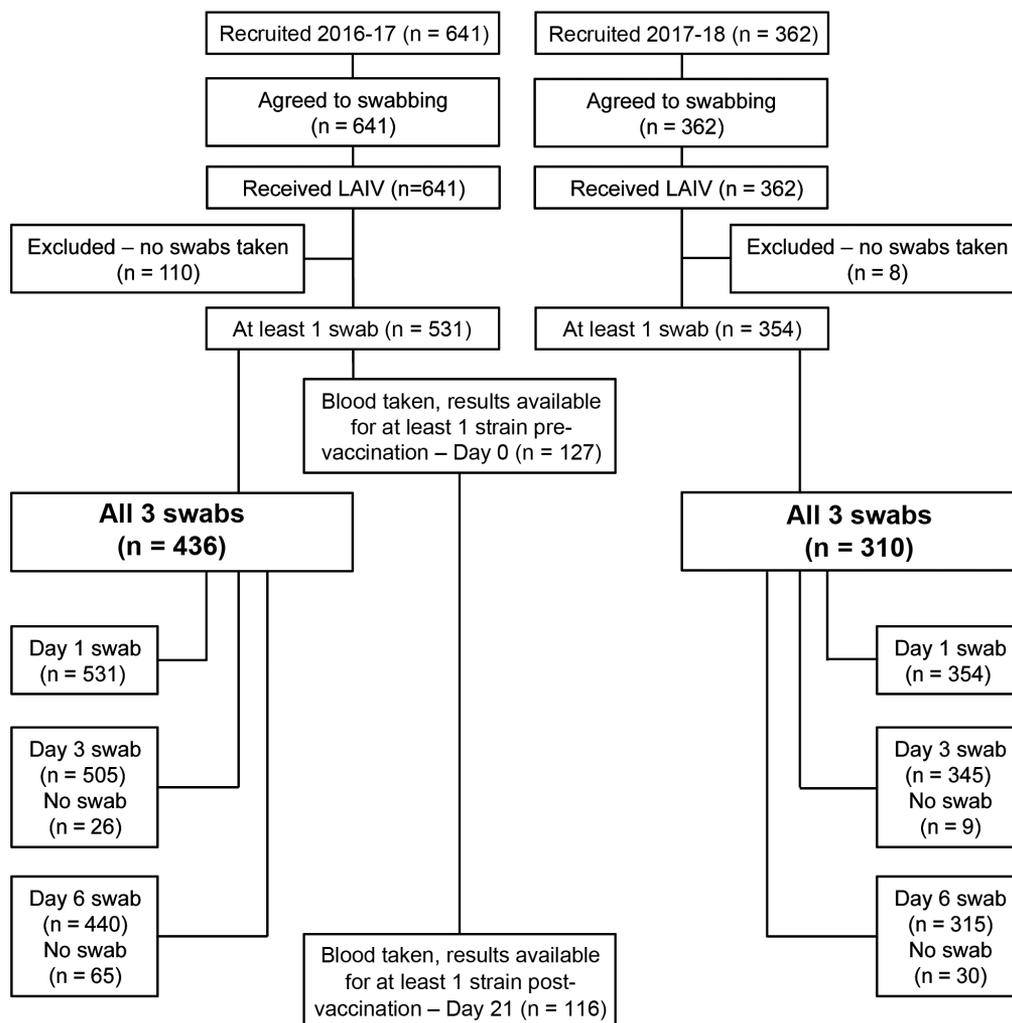 Recruited 2016-17 (n = 641)
Recruited 2017-18 (n = 362)
Agreed to swabbing
(n = 641)
Agreed to swabbing
(n = 362)
Received LAIV (n=641)
Received LAIV (n = 362)
Excluded – no swabs taken
(n = 110)
Excluded – no swabs taken
(n = 8)
At least 1 swab (n = 531)
At least 1 swab (n = 354)
Blood taken, results available
for at least 1 strain pre-
vaccination – Day 0 (n = 127)
All 3 swabs
(n = 436)
All 3 swabs
(n = 310)
Day 1 swab
(n = 531)
Day 1 swab
(n = 354)
Day 3 swab
(n = 505)
No swab
(n = 26)
Day 3 swab
(n = 345)
No swab
(n = 9)
Day 6 swab
(n = 440)
No swab
(n = 65)
Day 6 swab
(n = 315)
No swab
(n = 30)
Blood taken, results available
for at least 1 strain post-
vaccination – Day 21 (n = 116)